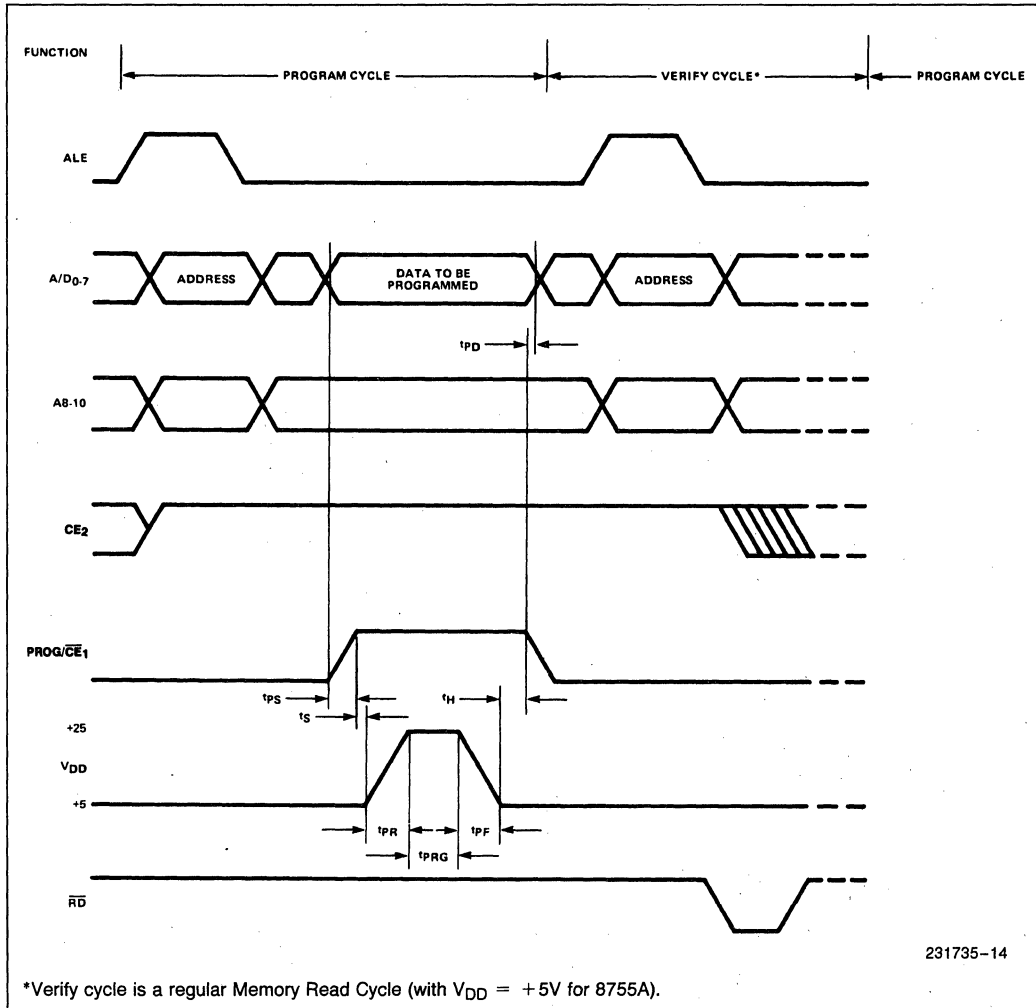 FUNCTION
PROGRAM CYCLE
VERIFY CYCLE*
PROGRAM CYCLE
ALE
A/D0-7
ADDRESS
DATA TO BE
PROGRAMMED
ADDRESS
tPD
A8-10
CE2
PROG/CE1
tPS
tH
tS
+25
VDD
+5
tPR
tPF
tPRG
RD
231735–14
*Verify cycle is a regular Memory Read Cycle (with VDD = +5V for 8755A).